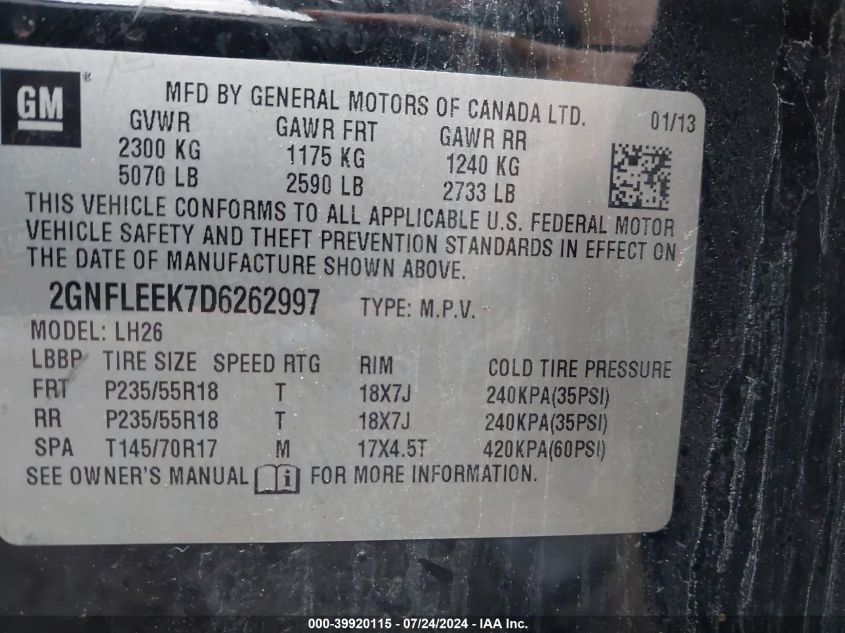 GM ®
MFD BY GENERAL MOTORS OF CANADA LTD. 01/13
GVWR GAWR FRT GAWR RR
2300 KG 1175 KG 1240 KG
5070 LB 2590 LB 2733 LB
THIS VEHICLE CONFORMS TO ALL APPLICABLE U.S. FEDERAL MOTOR
VEHICLE SAFETY AND THEFT PREVENTION STANDARDS IN EFFECT ON
THE DATE OF MANUFACTURE SHOWN ABOVE.
2GNFLEEK7D6262997 TYPE: M.P.V.
MODEL: LH26
LBBP TIRE SIZE SPEED RTG RIM COLD TIRE PRESSURE
FRT P235/55R18 T 18X7J 240KPA(35PSI)
RR P235/55R18 T 18X7J 240KPA(35PSI)
SPA T145/70R17 M 17X4.5T 420KPA(60PSI)
SEE OWNER'S MANUAL i FOR MORE INFORMATION.
000-39920115 - 07/24/2024 - IAA Inc.